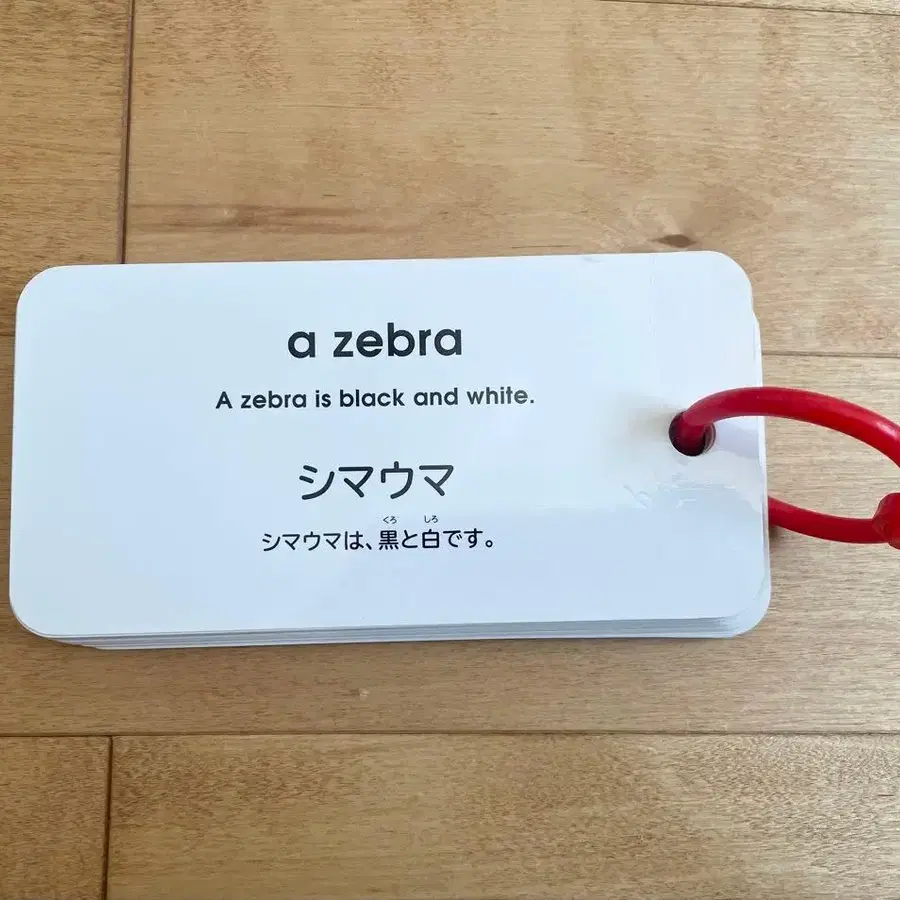 a zebra
A zebra is black and white.
シマウマ
くろ しろ
シマウマは、黒と白です。